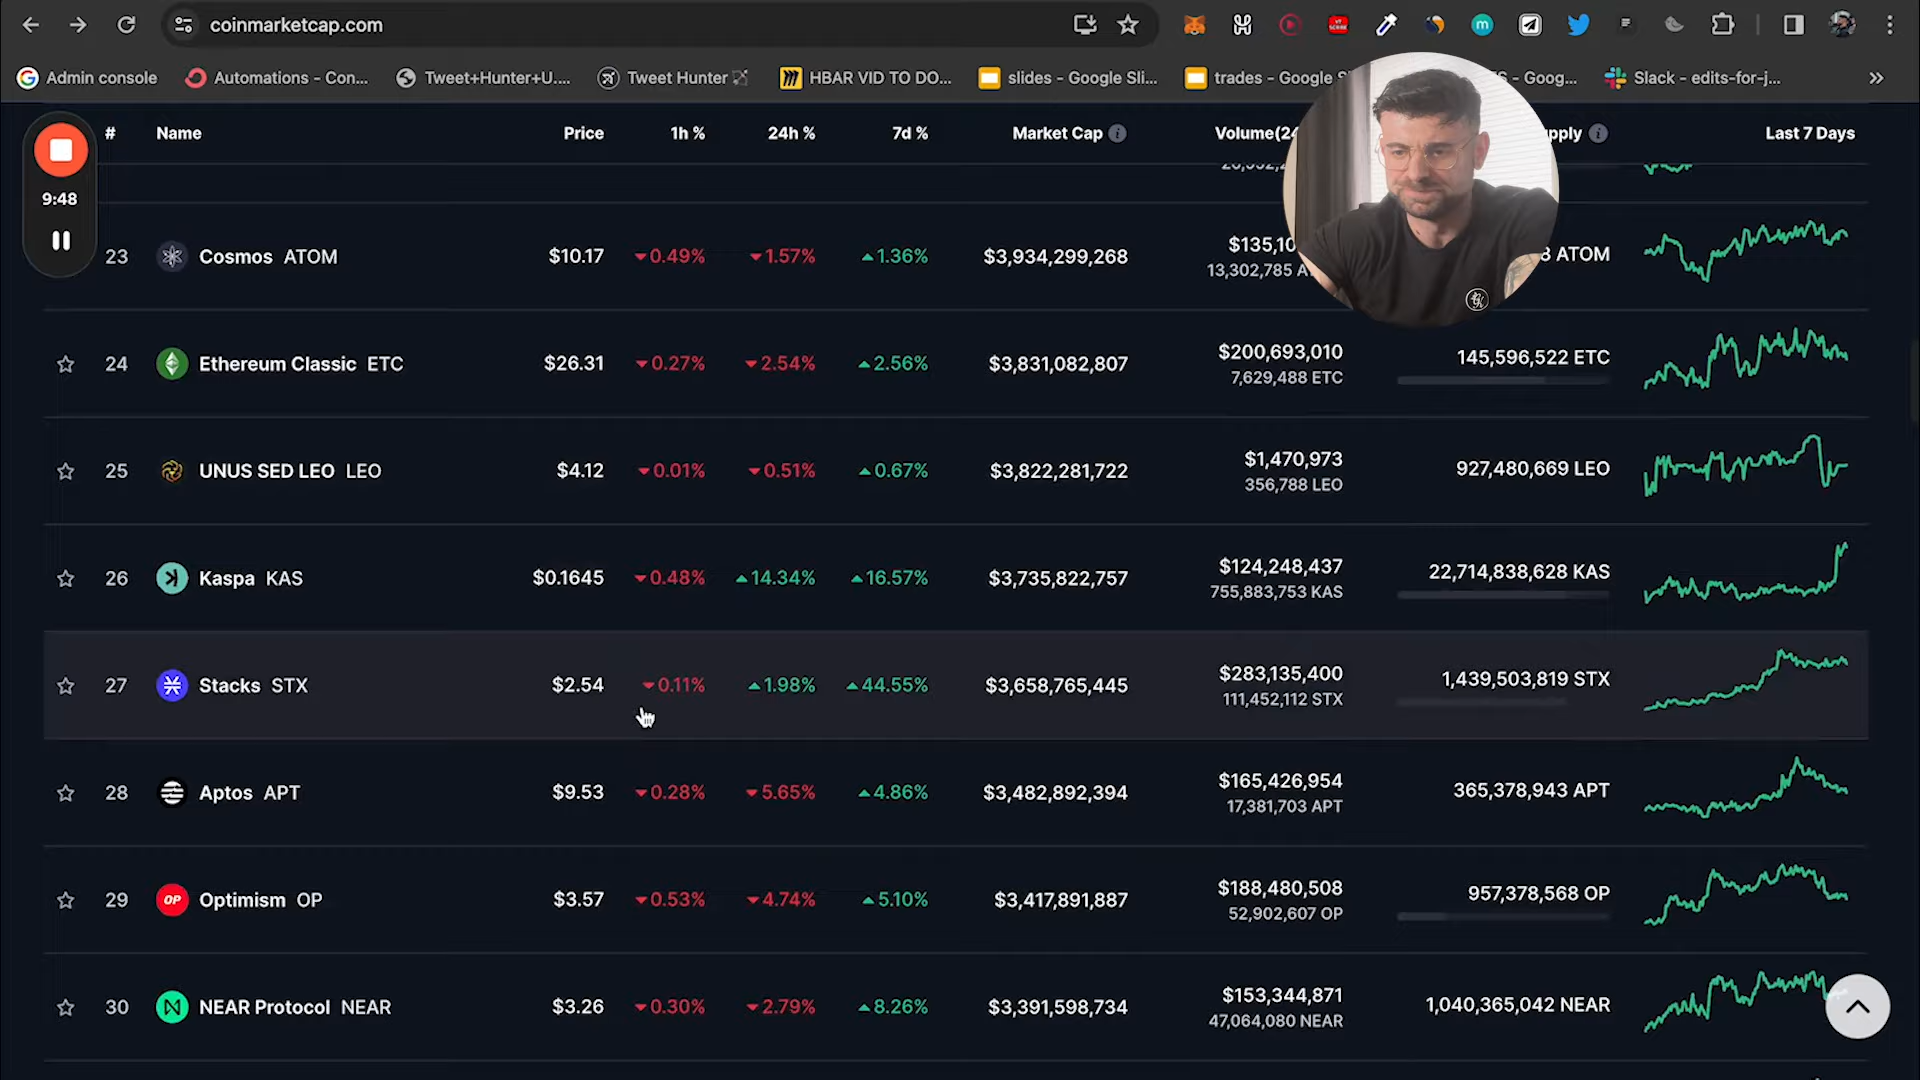 coinmarketcap.com
Admin console Automations - Con... Tweet+Hunter+U.... Tweet Hunter HBAR VID TO DO... slides - Google Sli... trades - Google S - Goog... Slack - edits-for-j...
# Name Price 1h % 24h % 7d % Market Cap Volume(24 pply Last 7 Days
9:48
23 Cosmos ATOM $10.17 0.49% 1.57% 1.36% $3,934,299,268 $135,10 ATOM
13,302,785 A
24 Ethereum Classic ETC $26.31 0.27% 2.54% 2.56% $3,831,082,807 $200,693,010 145,596,522 ETC
7,629,488 ETC
25 UNUS SED LEO LEO $4.12 0.01% 0.51% 0.67% $3,822,281,722 $1,470,973 927,480,669 LEO
356,788 LEO
26 Kaspa KAS $0.1645 0.48% 14.34% 16.57% $3,735,822,757 $124,248,437 22,714,838,628 KAS
755,883,753 KAS
27 Stacks STX $2.54 0.11% 1.98% 44.55% $3,658,765,445 $283,135,400 1,439,503,819 STX
111,452,112 STX
28 Aptos APT $9.53 0.28% 5.65% 4.86% $3,482,892,394 $165,426,954 365,378,943 APT
17,381,703 APT
29 Optimism OP $3.57 0.53% 4.74% 5.10% $3,417,891,887 $188,480,508 957,378,568 OP
52,902,607 OP
30 NEAR Protocol NEAR $3.26 0.30% 2.79% 8.26% $3,391,598,734 $153,344,871 1,040,365,042 NEAR
47,064,080 NEAR